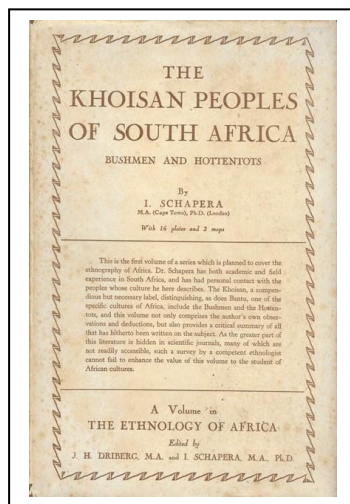 THE
KHOISAN PEOPLES
OF SOUTH AFRICA
BUSHMEN AND HOTTENTOTS
By
I. SCHAPERA
M.A. (Cape Town), Ph.D. (London)
With 16 plates and 2 maps
This is the first volume of a series which is planned to cover the
ethnography of Africa. Dr. Schapera has both academic and field
experience in South Africa, and has had personal contact with the
peoples whose culture he here describes. The Khoisan, a compen-
dious but necessary label, distinguishing, as does Bantu, one of the
specific cultures of Africa, include the Bushmen and the Hotten-
tots, and this volume not only comprises the author's own obser-
vations and deductions, but also provides a critical summary of all
that has hitherto been written on the subject. As the greater part of
this literature is hidden in scientific journals, many of which are
not readily accessible, such a survey by a competent ethnologist
cannot fail to enhance the value of this volume to the student of
African cultures.
A Volume in
THE ETHNOLOGY OF AFRICA
Edited by
J. H. DRIBERG, M.A. and I. SCHAPERA, M.A., Ph.D.